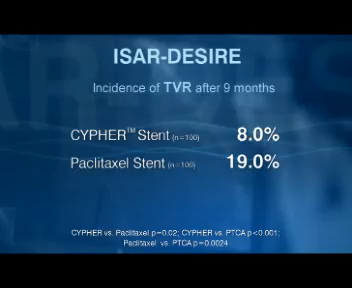 ISAR-DESIRE
Incidence of TVR after 9 months
CYPHER™ Stent (n=100) 8.0%
Paclitaxel Stent (n=100) 19.0%
CYPHER vs. Paclitaxel p=0.02; CYPHER vs. PTCA p<0.001;
Paclitaxel vs. PTCA p=0.0024